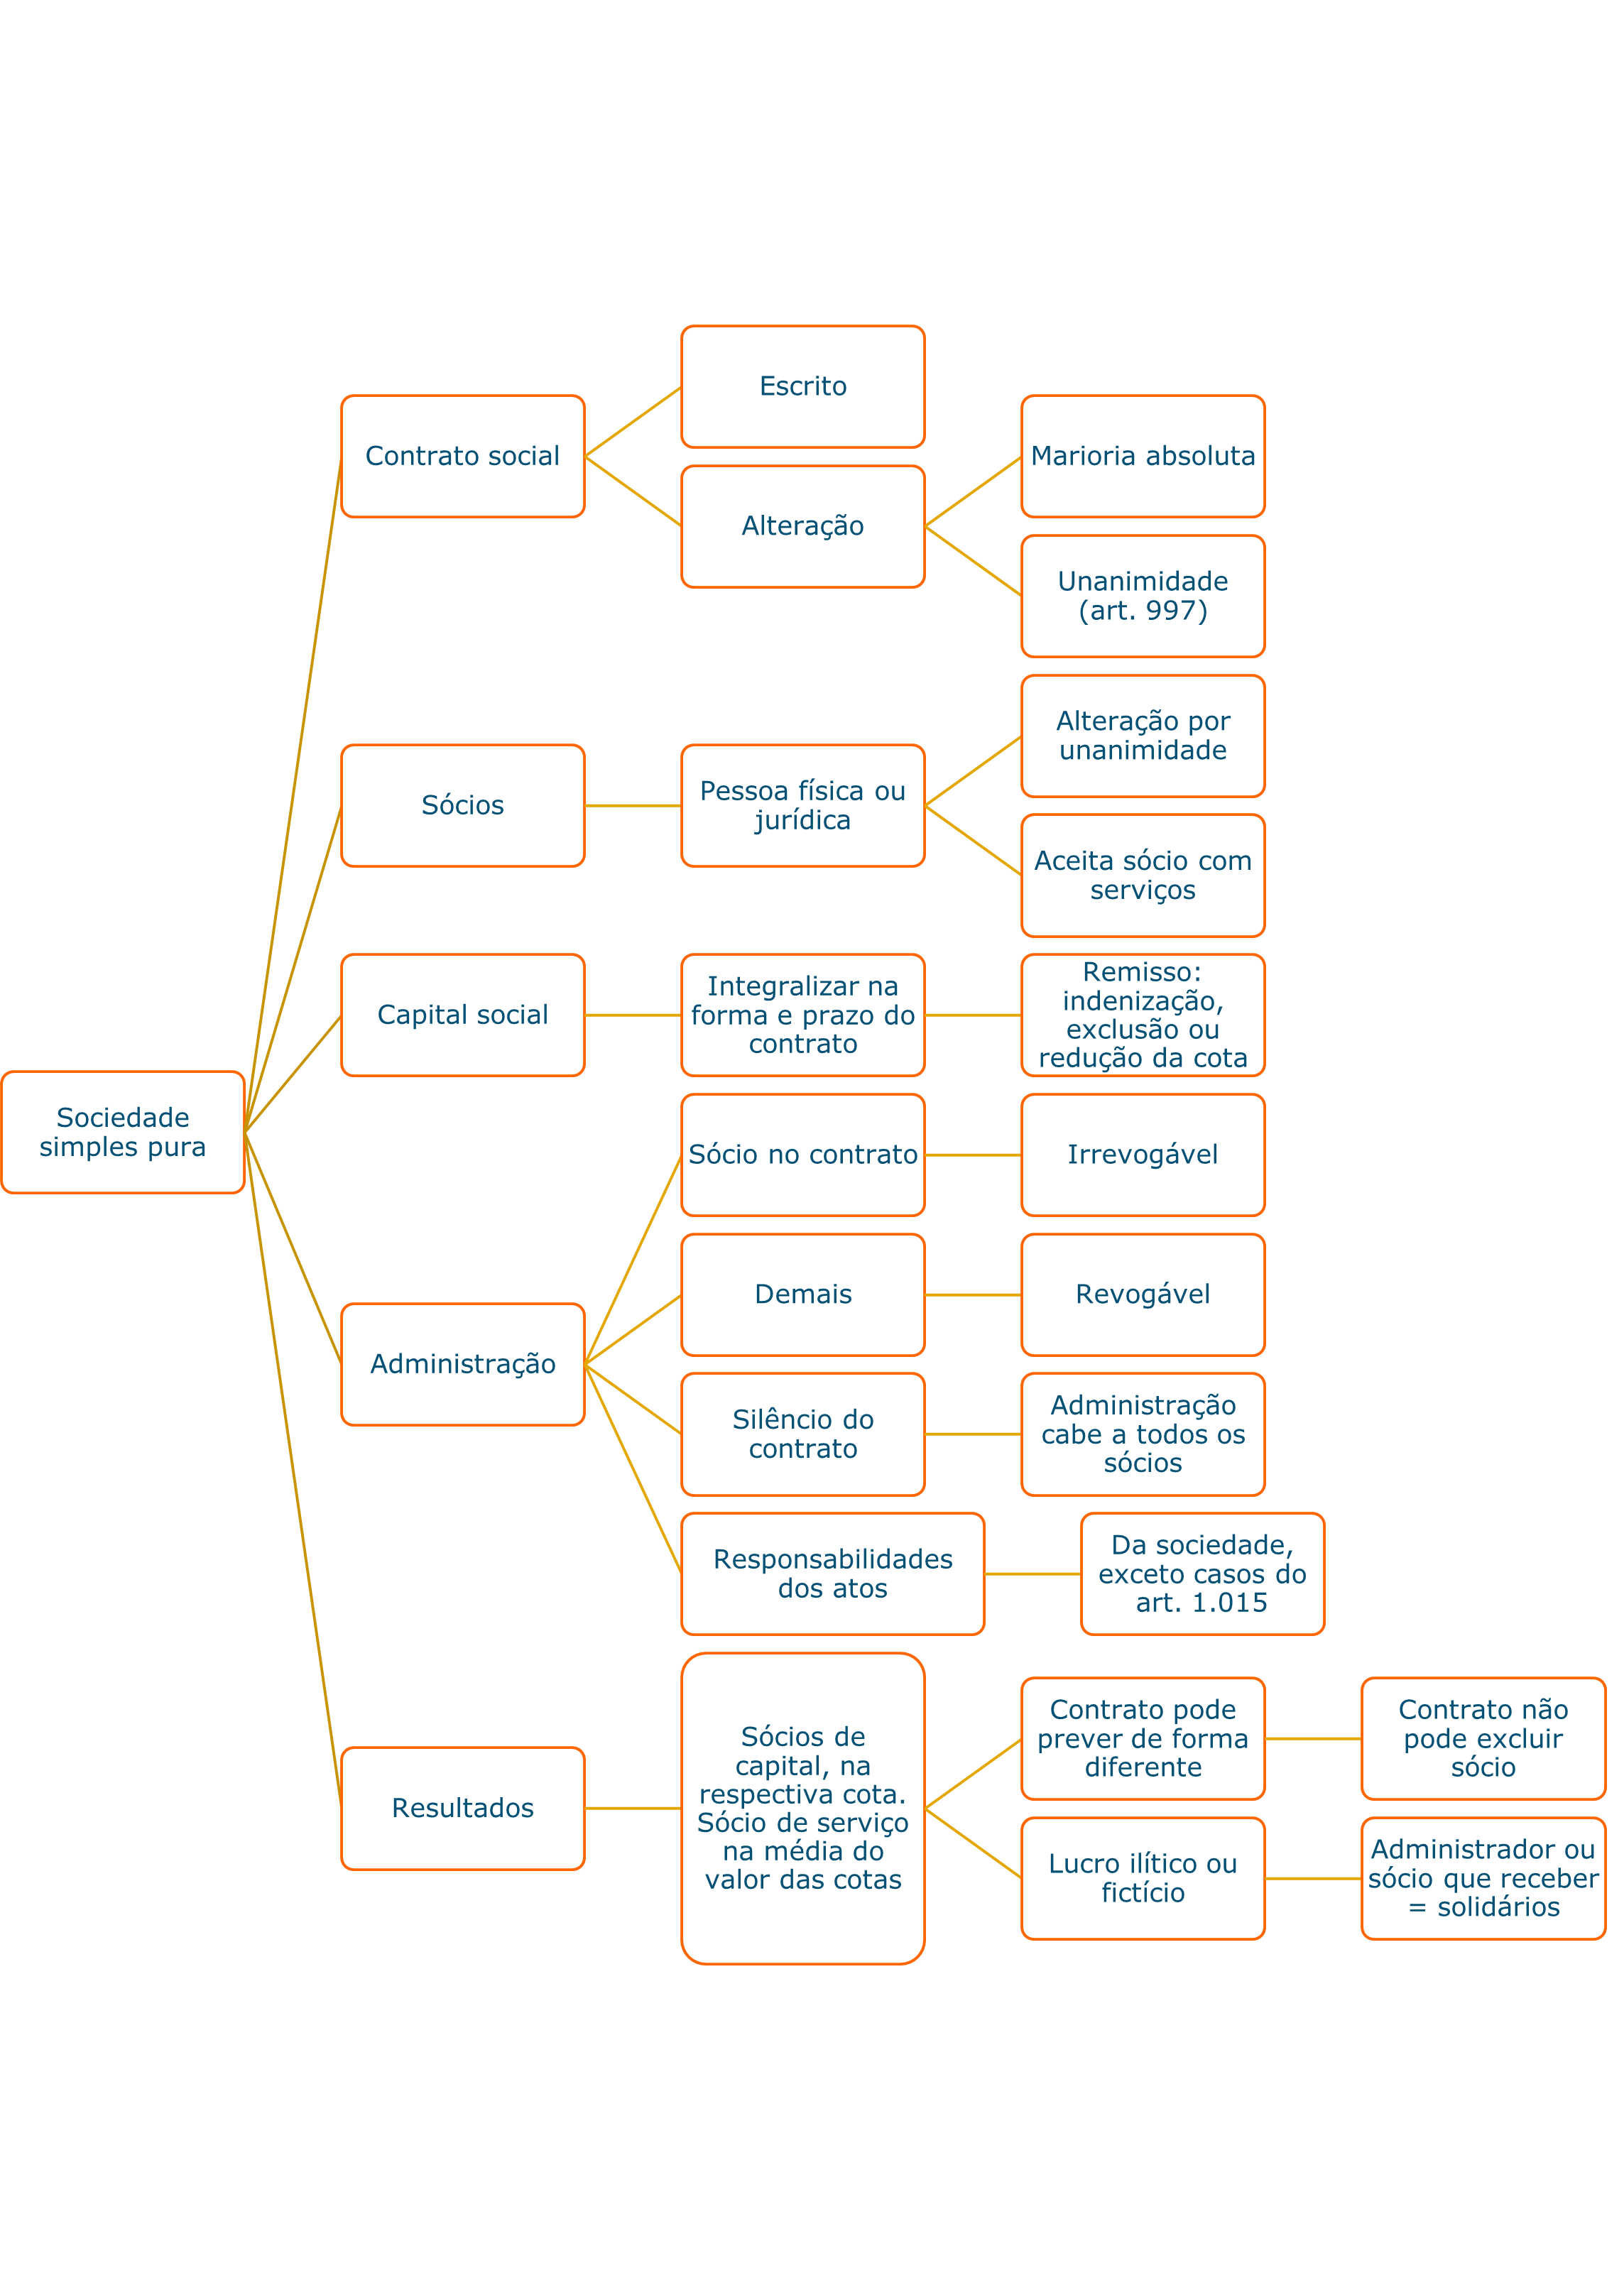 Sociedade
simples pura
Contrato social
Escrito
Alteração
Marioria absoluta
Unanimidade
(art. 997)
Sócios
Pessoa física ou
jurídica
Alteração por
unanimidade
Aceita sócio com
serviços
Capital social
Integralizar na
forma e prazo do
contrato
Remisso:
indenização,
exclusão ou
redução da cota
Administração
Sócio no contrato
Irrevogável
Demais
Revogável
Silêncio do
contrato
Administração
cabe a todos os
sócios
Responsabilidades
dos atos
Da sociedade,
exceto casos do
art. 1.015
Resultados
Sócios de
capital, na
respectiva cota.
Sócio de serviço
na média do
valor das cotas
Contrato pode
prever de forma
diferente
Contrato não
pode excluir
sócio
Lucro ilítico ou
fictício
Administrador ou
sócio que receber
= solidários